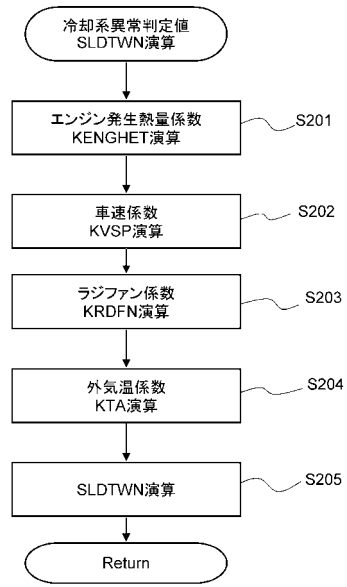 冷却系異常判定値
SLDTWN演算
エンジン発生熱量係数
KENGHET演算
S201
車速係数
KVSP演算
S202
ラジファン係数
KRDFN演算
S203
外気温係数
KTA演算
S204
SLDTWN演算
S205
Return